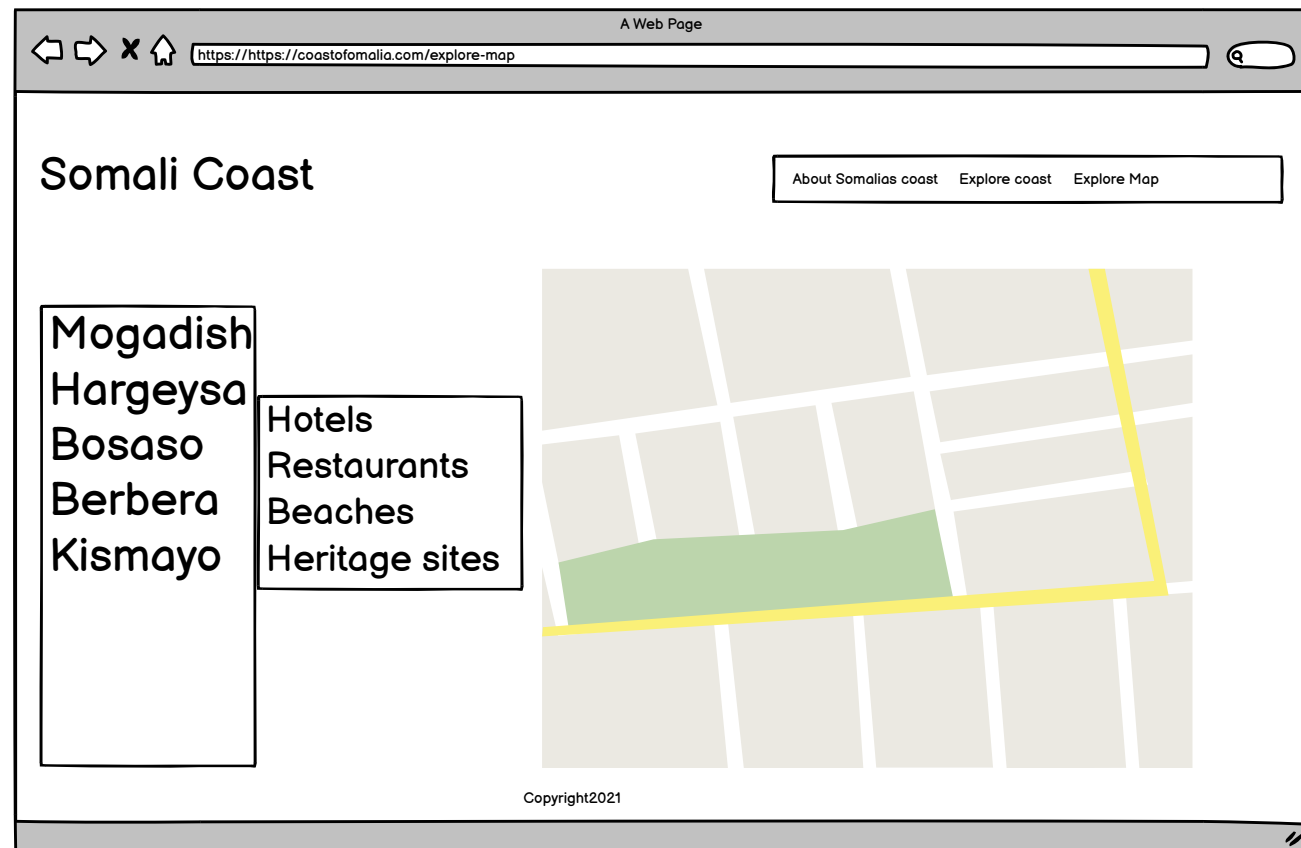 A Web Page
https://https://coastofomalia.com/explore-map
Somali Coast
About Somalias coast Explore coast Explore Map
Mogadish
Hargeysa
Bosaso
Berbera
Kismayo
Hotels
Restaurants
Beaches
Heritage sites
Copyright2021